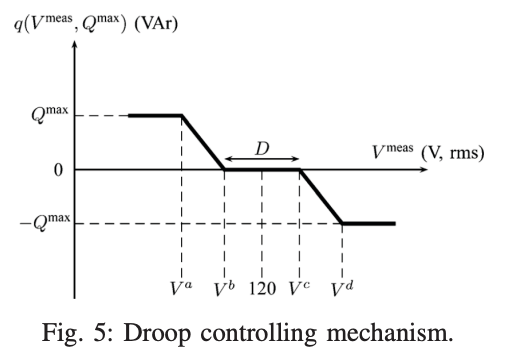 q(V^meas, Q^max) (VAr)
Q^max
D
V^meas (V, rms)
0
−Q^max
V^a V^b 120 V^c V^d
Fig. 5: Droop controlling mechanism.